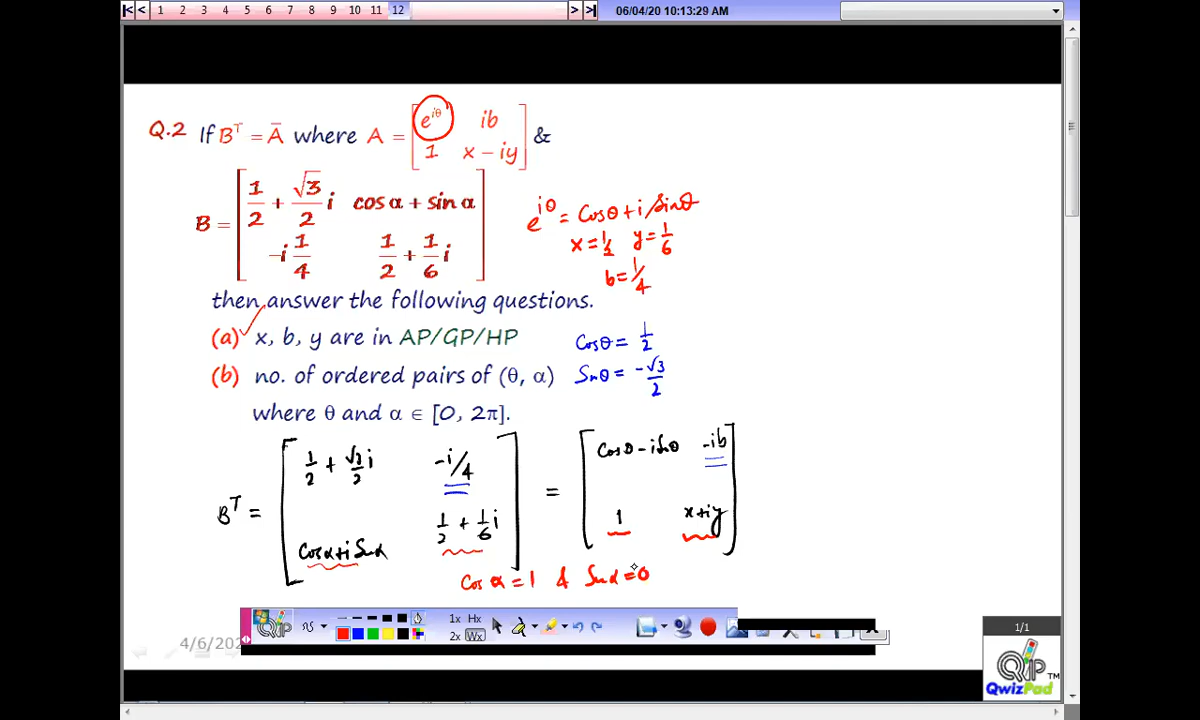 |< < 1 2 3 4 5 6 7 8 9 10 11 12 > >| 06/04/20 10:13:29 AM
Q.2 If Bᵀ = Ā where A = [e^{iθ} ib; 1 x – iy] &
B = [1/2 + √3/2 i cos α + sin α; –i 1/4 1/2 + 1/6 i]
e^{iθ} = Cosθ + i Sinθ
x = 1/2 y = 1/6
b = 1/4
then answer the following questions.
(a) x, b, y are in AP/GP/HP
Cosθ = 1/2
(b) no. of ordered pairs of (θ, α)
Sinθ = -√3/2
where θ and α ∈ [0, 2π].
Bᵀ = [1/2 + √3/2 i -i/4; Cosα + i Sinα 1/2 + 1/6 i] = [Cosθ - i Sinθ -ib; 1 x + iy]
Cos α = 1 & Sinα = 0
1x Hx
2x Wx
4/6/202
1/1
QIP TM
QwizPad